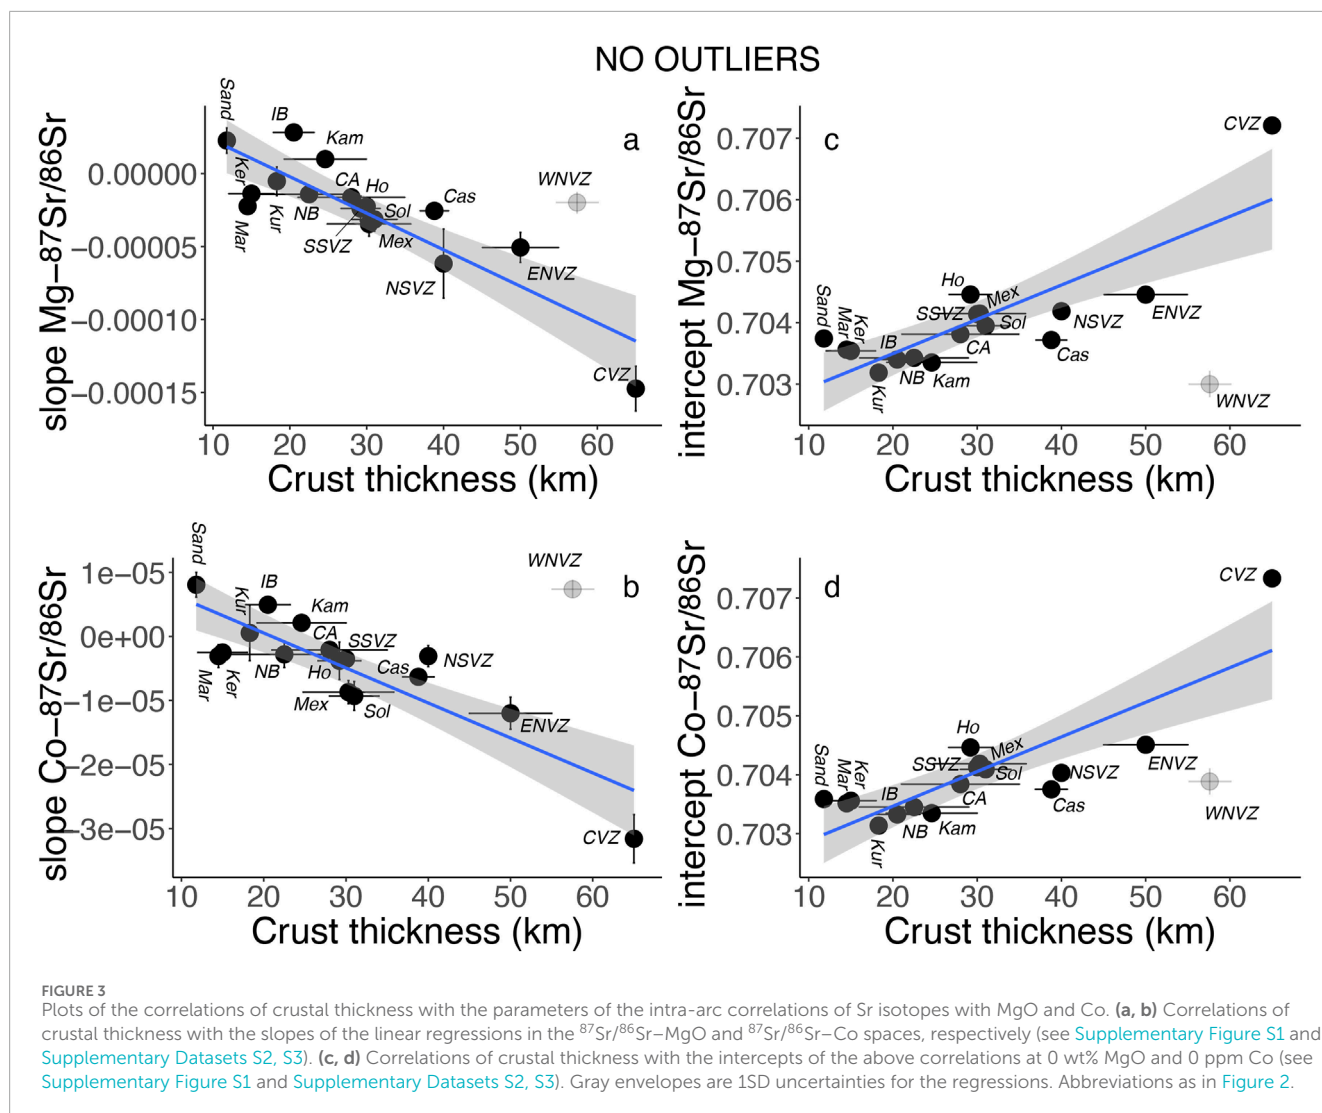 NO OUTLIERS
slope Mg–87Sr/86Sr
0.00000
−0.00005
−0.00010
−0.00015
a
Sand
IB
Kam
Ker
Mar
Kur
NB
CA
Ho
SSVZ
Sol
Mex
Cas
NSVZ
ENVZ
WNVZ
CVZ
10 20 30 40 50 60
Crust thickness (km)
intercept Mg–87Sr/86Sr
0.707
0.706
0.705
0.704
0.703
c
CVZ
Sand
Mar
Ker
IB
Kur
NB
Kam
Ho
SSVZ
Mex
Sol
CA
Cas
NSVZ
ENVZ
WNVZ
10 20 30 40 50 60
Crust thickness (km)
slope Co–87Sr/86Sr
1e−05
0e+00
−1e−05
−2e−05
−3e−05
b
Sand
Kur
IB
Kam
CA
SSVZ
Mar
Ker
NB
Ho
Mex
Sol
Cas
NSVZ
ENVZ
WNVZ
CVZ
10 20 30 40 50 60
Crust thickness (km)
intercept Co–87Sr/86Sr
0.707
0.706
0.705
0.704
0.703
d
CVZ
Sand
Mar
Ker
IB
Kur
NB
Kam
Ho
SSVZ
Mex
Sol
CA
Cas
NSVZ
ENVZ
WNVZ
10 20 30 40 50 60
Crust thickness (km)
FIGURE 3
Plots of the correlations of crustal thickness with the parameters of the intra-arc correlations of Sr isotopes with MgO and Co. (a, b) Correlations of
crustal thickness with the slopes of the linear regressions in the ⁸⁷Sr/⁸⁶Sr–MgO and ⁸⁷Sr/⁸⁶Sr–Co spaces, respectively (see Supplementary Figure S1 and
Supplementary Datasets S2, S3). (c, d) Correlations of crustal thickness with the intercepts of the above correlations at 0 wt% MgO and 0 ppm Co (see
Supplementary Figure S1 and Supplementary Datasets S2, S3). Gray envelopes are 1SD uncertainties for the regressions. Abbreviations as in Figure 2.